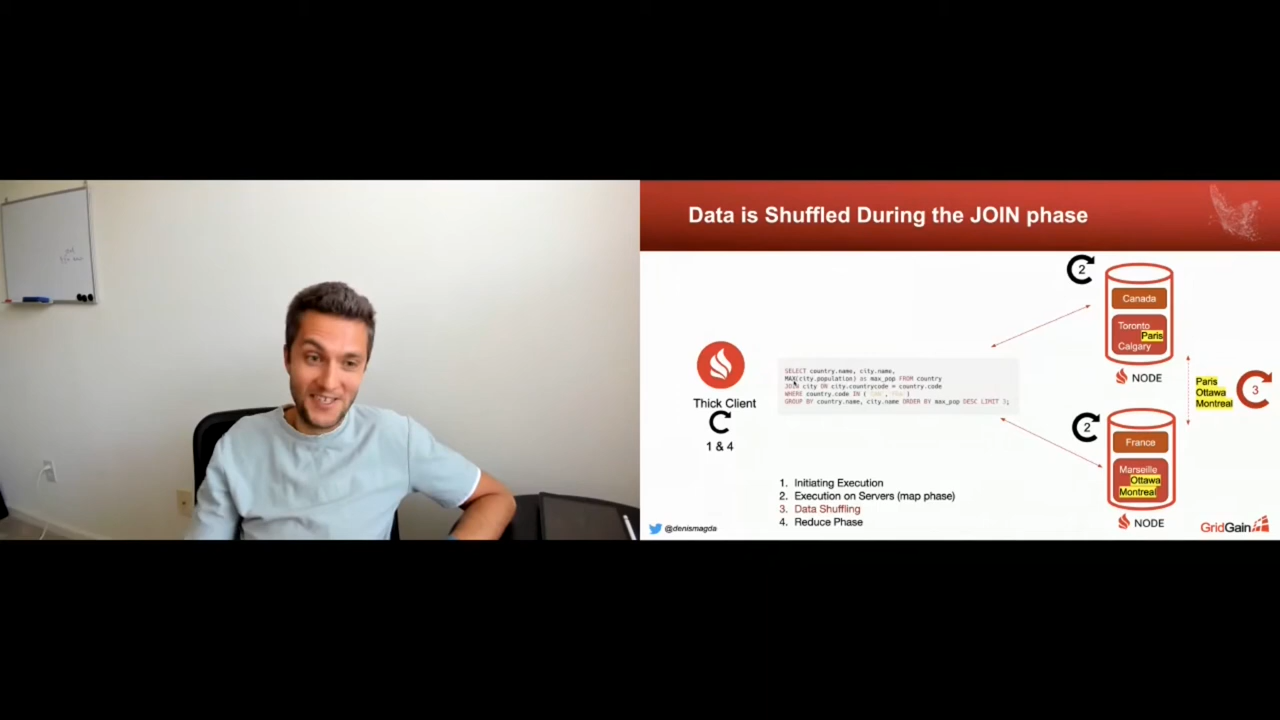 Data is Shuffled During the JOIN phase
2
Canada
Toronto
Paris
Calgary
NODE
SELECT country.name, city.name,
MAX(city.population) as max_pop FROM country
JOIN city ON city.countrycode = country.code
WHERE country.code IN (
GROUP BY country.name, city.name ORDER BY max_pop DESC LIMIT 3;
Thick Client
1 & 4
Paris
Ottawa
Montreal
3
2
France
Marseille
Ottawa
Montreal
NODE
1. Initiating Execution
2. Execution on Servers (map phase)
3. Data Shuffling
4. Reduce Phase
@denismagda
GridGain